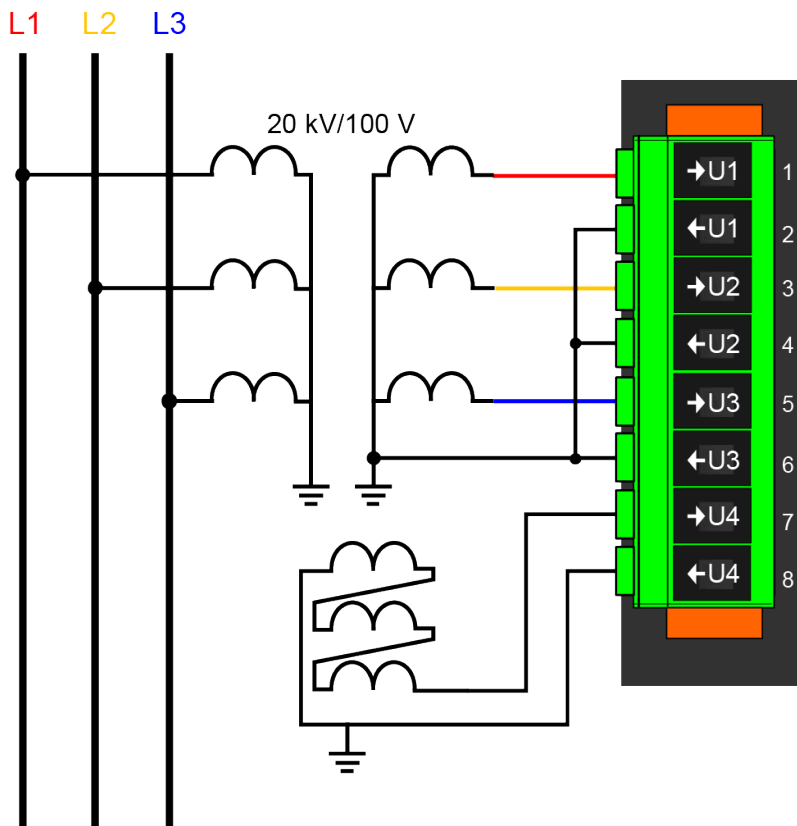 L1 L2 L3
20 kV/100 V
→U1 1
←U1 2
→U2 3
←U2 4
→U3 5
←U3 6
→U4 7
←U4 8